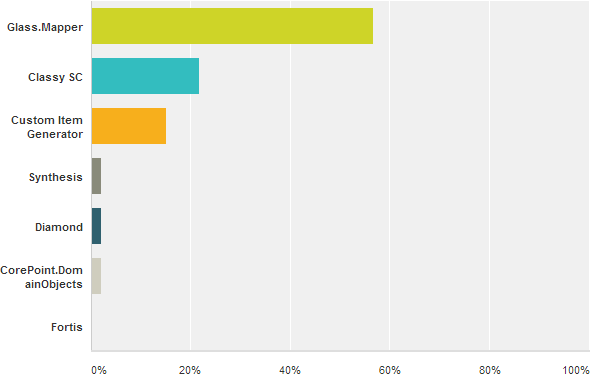 Glass.Mapper
Classy SC
Custom Item
Generator
Synthesis
Diamond
CorePoint.Dom
ainObjects
Fortis
0% 20% 40% 60% 80% 100%